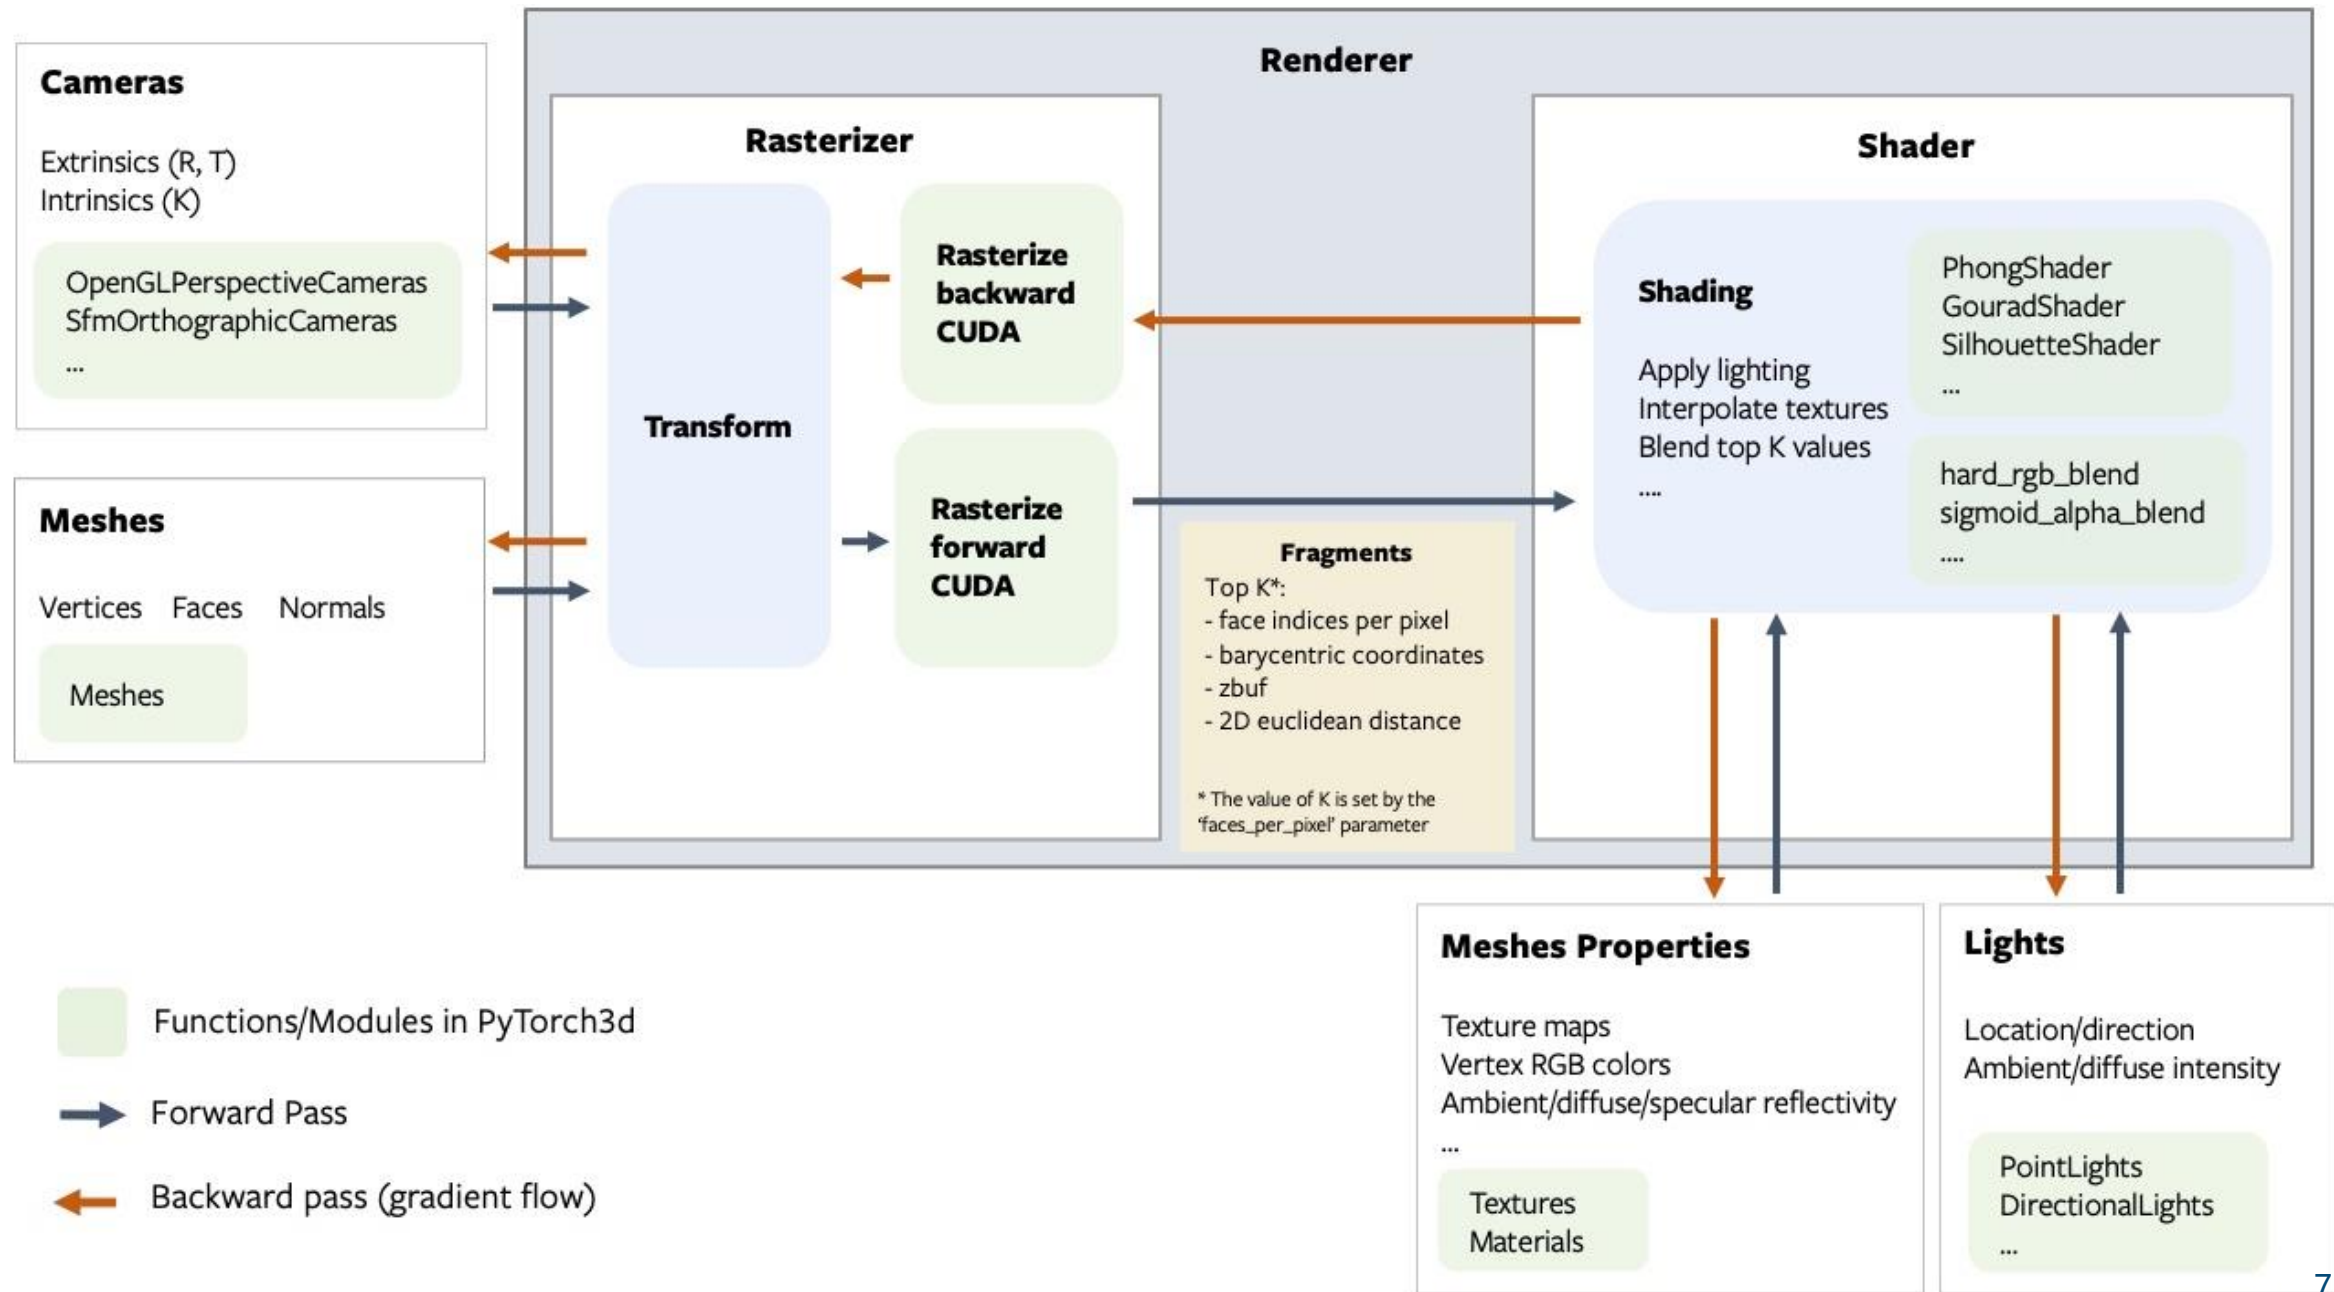 Renderer
Cameras
Extrinsics (R, T)
Intrinsics (K)
OpenGLPerspectiveCameras
SfmOrthographicCameras
...
Meshes
Vertices Faces Normals
Meshes
Rasterizer
Transform
Rasterize
backward
CUDA
Rasterize
forward
CUDA
Fragments
Top K*:
- face indices per pixel
- barycentric coordinates
- zbuf
- 2D euclidean distance
* The value of K is set by the
'faces_per_pixel' parameter
Shader
Shading
Apply lighting
Interpolate textures
Blend top K values
....
PhongShader
GouradShader
SilhouetteShader
...
hard_rgb_blend
sigmoid_alpha_blend
....
Meshes Properties
Texture maps
Vertex RGB colors
Ambient/diffuse/specular reflectivity
...
Textures
Materials
Lights
Location/direction
Ambient/diffuse intensity
PointLights
DirectionalLights
...
Functions/Modules in PyTorch3d
Forward Pass
Backward pass (gradient flow)
7